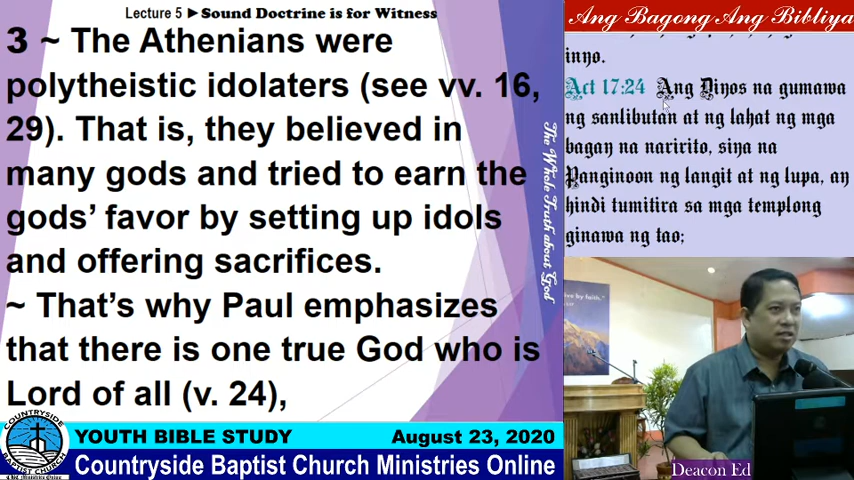 Lecture 5 ►Sound Doctrine is for Witness
3 ~ The Athenians were
polytheistic idolaters (see vv. 16,
29). That is, they believed in
many gods and tried to earn the
gods’ favor by setting up idols
and offering sacrifices.
~ That’s why Paul emphasizes
that there is one true God who is
Lord of all (v. 24),
The Whole Truth about God
Ang Bagong Ang Bibliya
inyo.
Act 17:24 Ang Diyos na gumawa
ng sanlibutan at ng lahat ng mga
bagay na naririto, siya na
Panginoon ng langit at ng lupa, ay
hindi tumitira sa mga templong
ginawa ng tao;
ive by faith.”
Deacon Ed
COUNTRYSIDE
BAPTIST CHURCH
YOUTH BIBLE STUDY August 23, 2020
Countryside Baptist Church Ministries Online